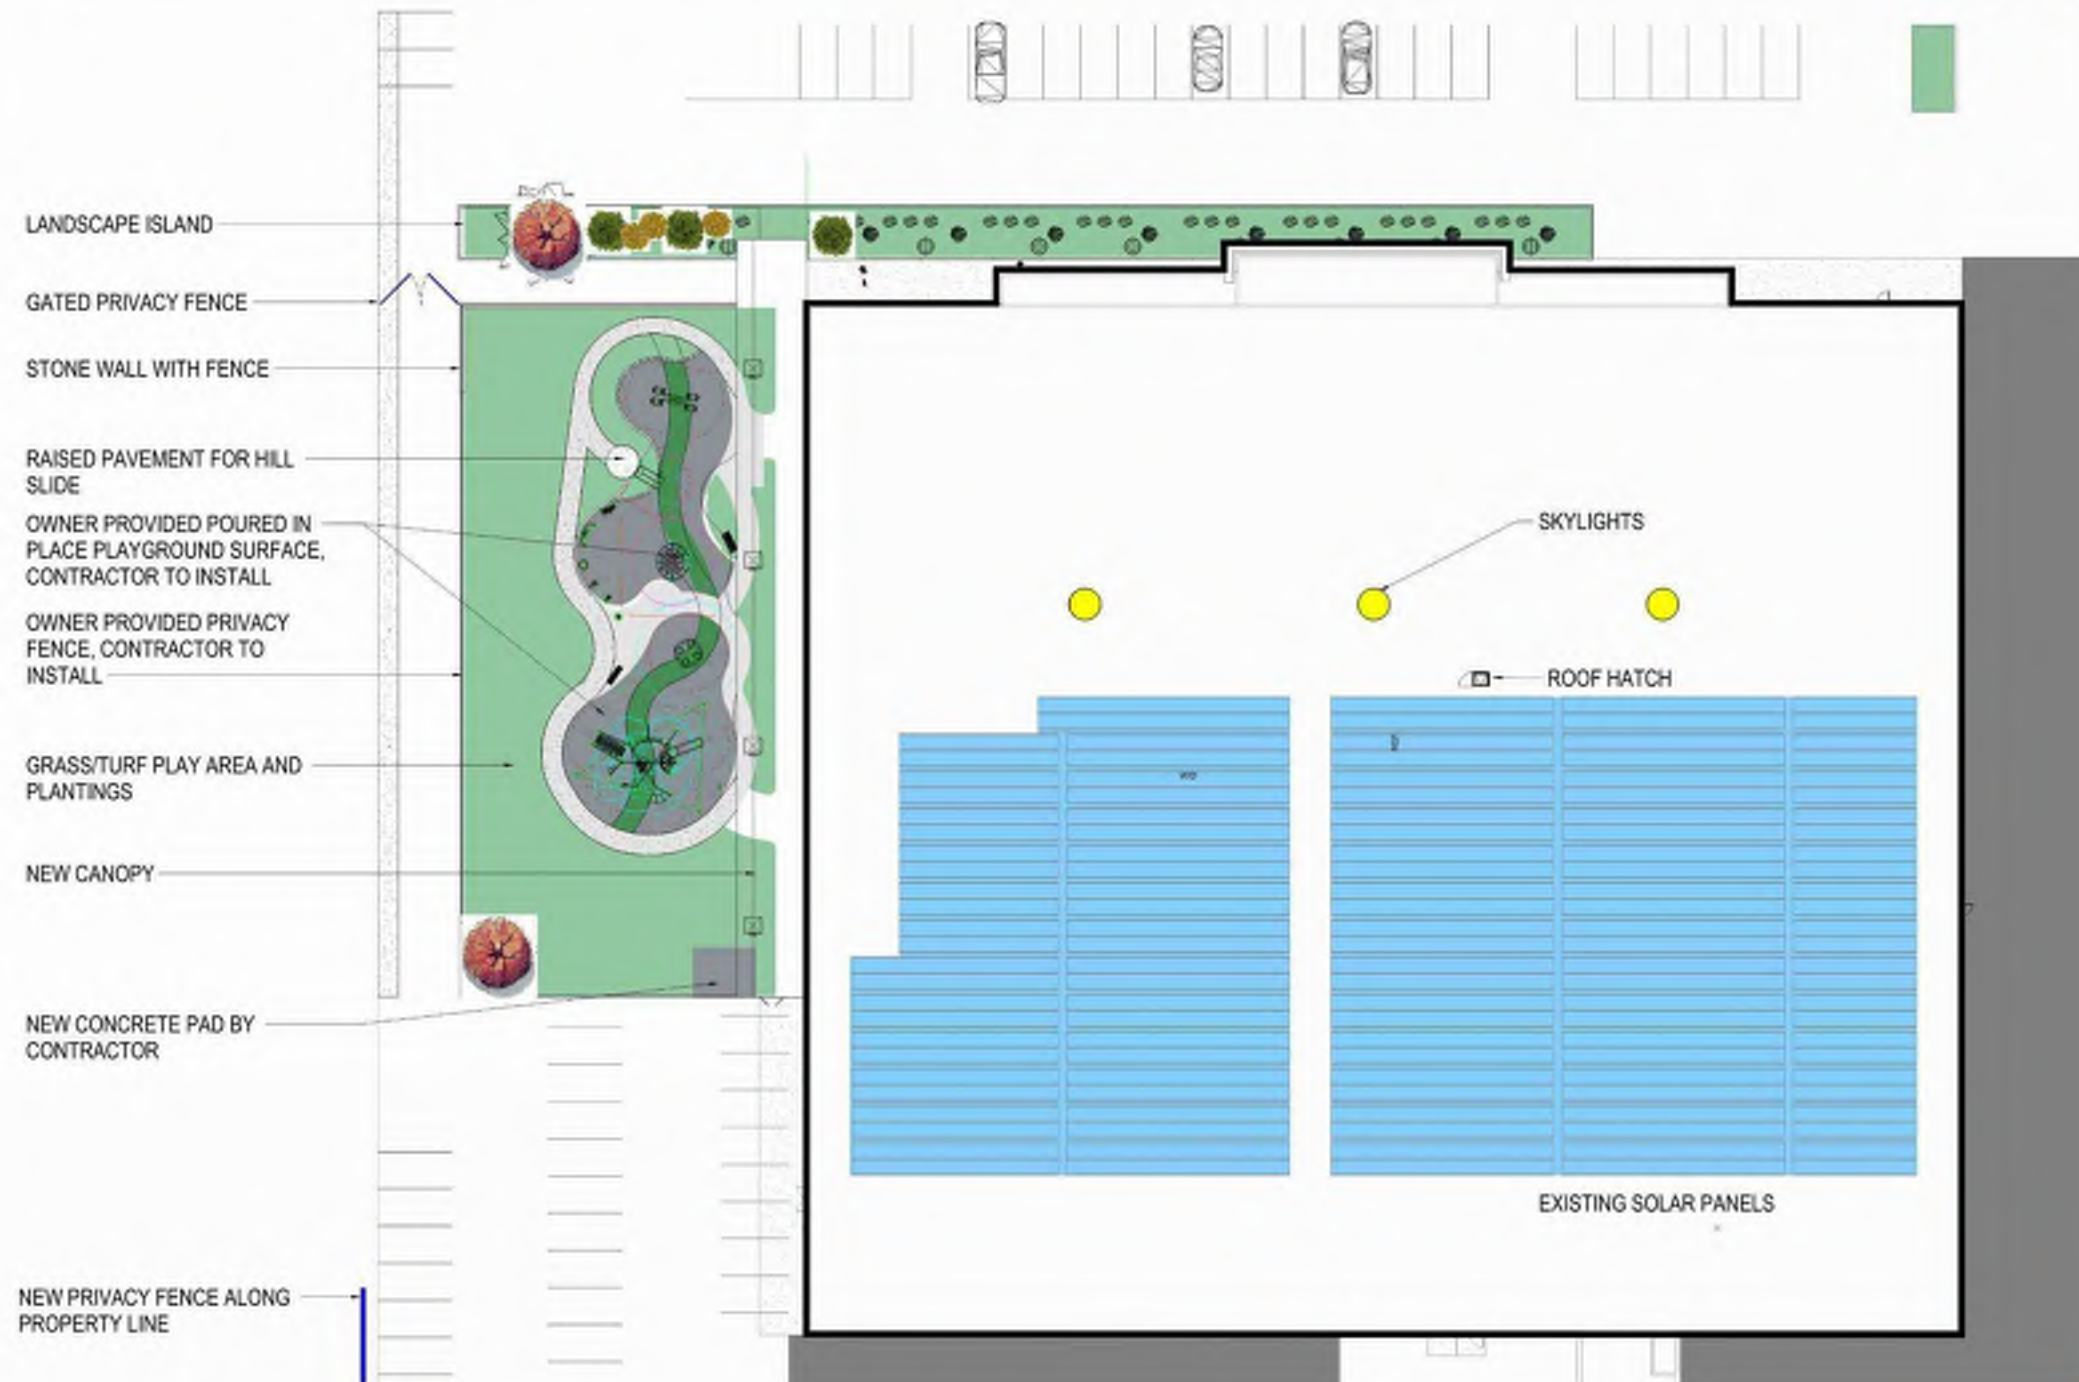 LANDSCAPE ISLAND
GATED PRIVACY FENCE
STONE WALL WITH FENCE
RAISED PAVEMENT FOR HILL
SLIDE
OWNER PROVIDED POURED IN
PLACE PLAYGROUND SURFACE,
CONTRACTOR TO INSTALL
OWNER PROVIDED PRIVACY
FENCE, CONTRACTOR TO
INSTALL
GRASS/TURF PLAY AREA AND
PLANTINGS
NEW CANOPY
NEW CONCRETE PAD BY
CONTRACTOR
NEW PRIVACY FENCE ALONG
PROPERTY LINE
SKYLIGHTS
ROOF HATCH
EXISTING SOLAR PANELS